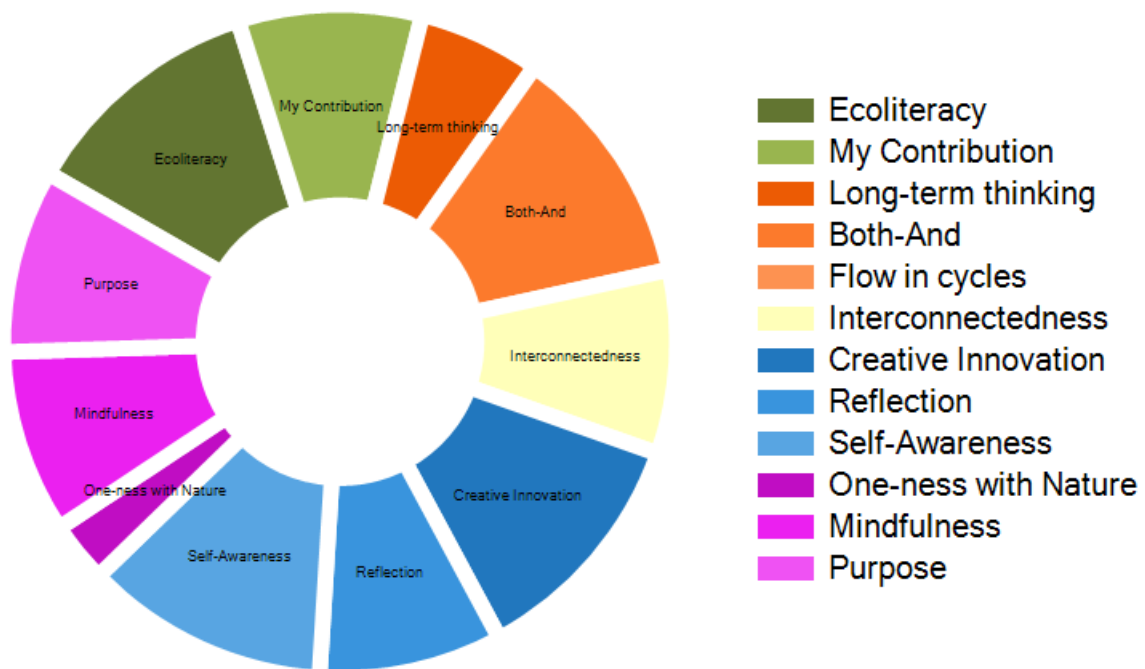 My Contribution
Long-term thinking
Ecoliteracy
Both-And
Purpose
Interconnectedness
Mindfulness
Creative Innovation
One-ness with Nature
Self-Awareness
Reflection
Ecoliteracy
My Contribution
Long-term thinking
Both-And
Flow in cycles
Interconnectedness
Creative Innovation
Reflection
Self-Awareness
One-ness with Nature
Mindfulness
Purpose